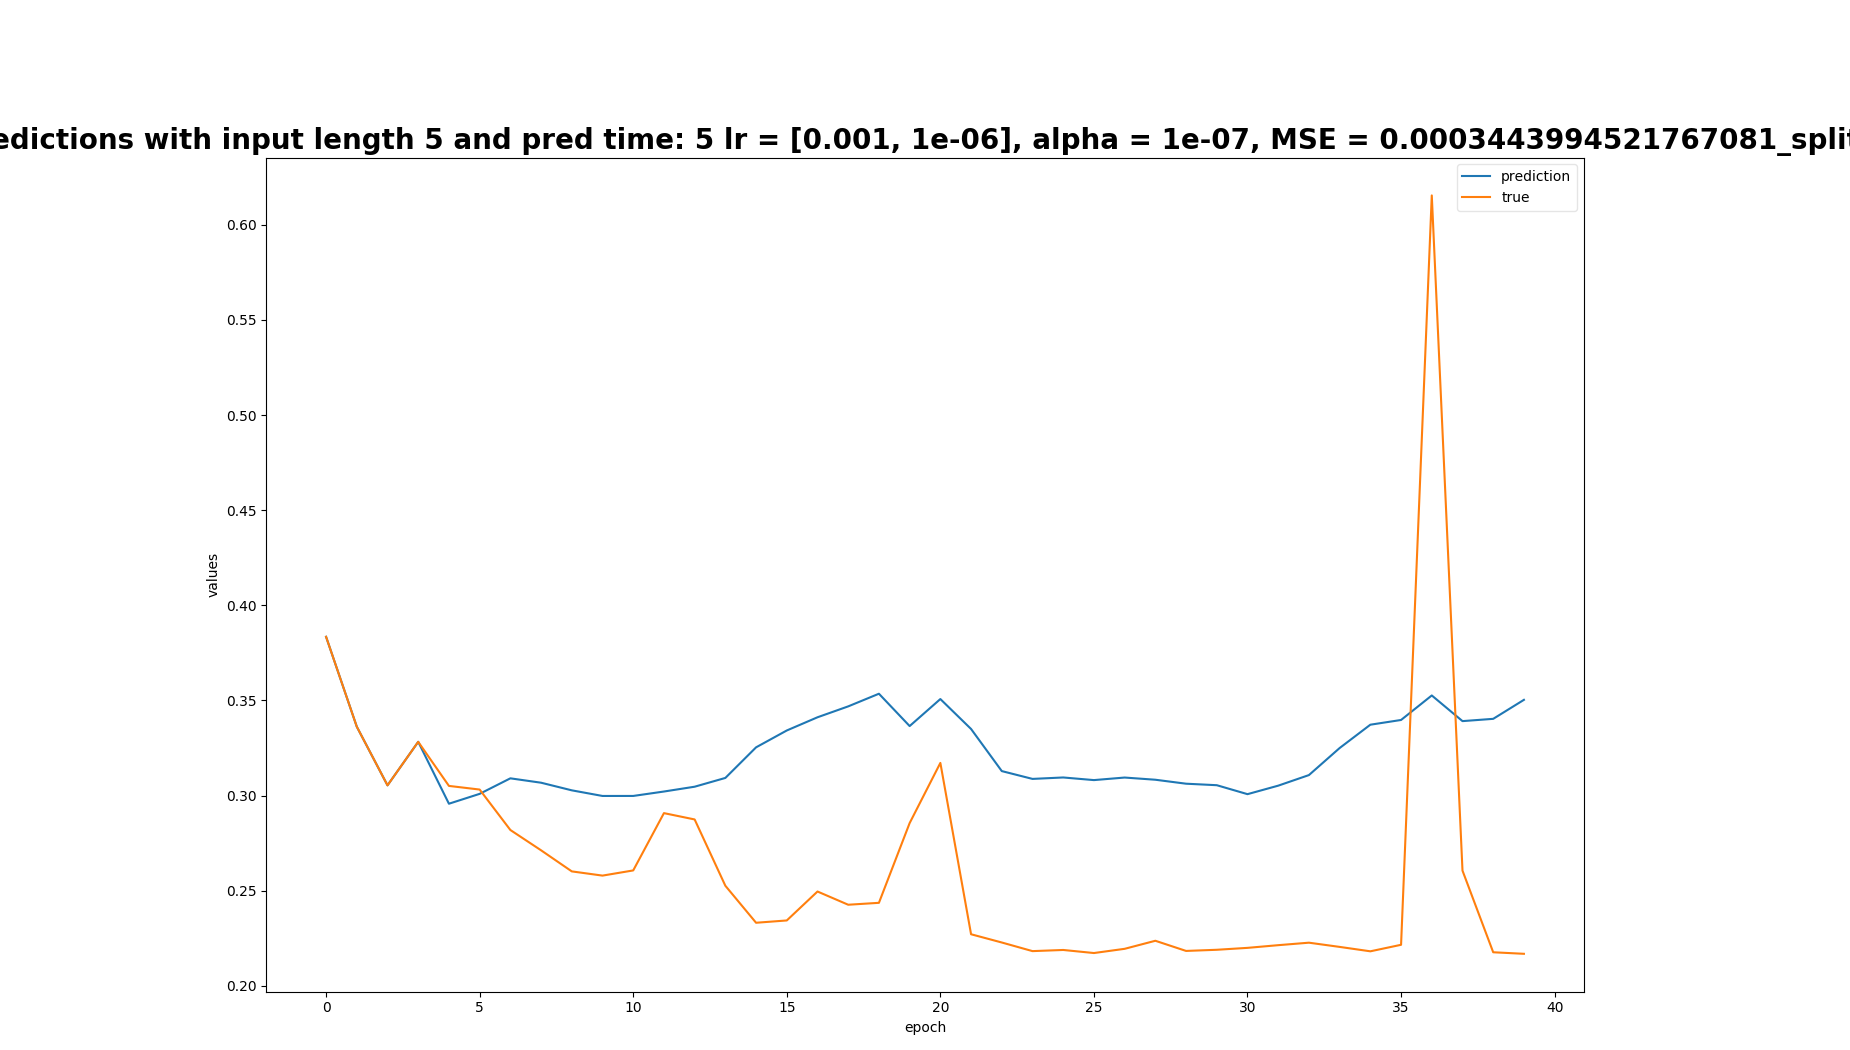 edictions with input length 5 and pred time: 5 lr = [0.001, 1e-06], alpha = 1e-07, MSE = 0.0003443994521767081_split
prediction
true
0.60
0.55
0.50
0.45
0.40
0.35
0.30
0.25
0.20
values
0 5 10 15 20 25 30 35 40
epoch